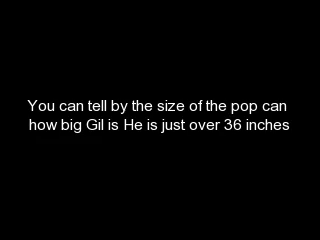 You can tell by the size of the pop can
how big Gil is He is just over 36 inches